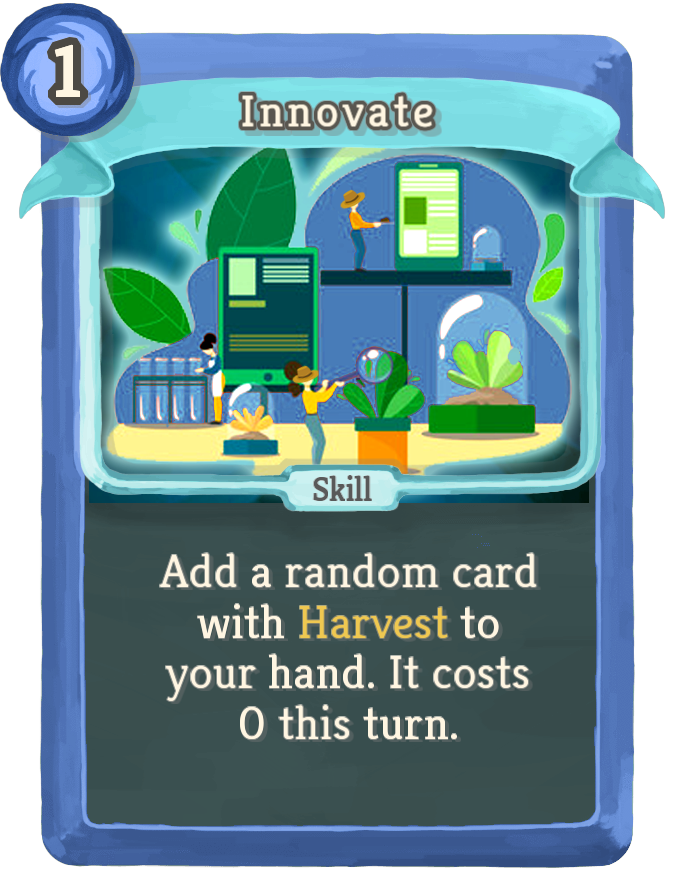 1
Innovate
Skill
Add a random card
with Harvest to
your hand. It costs
0 this turn.